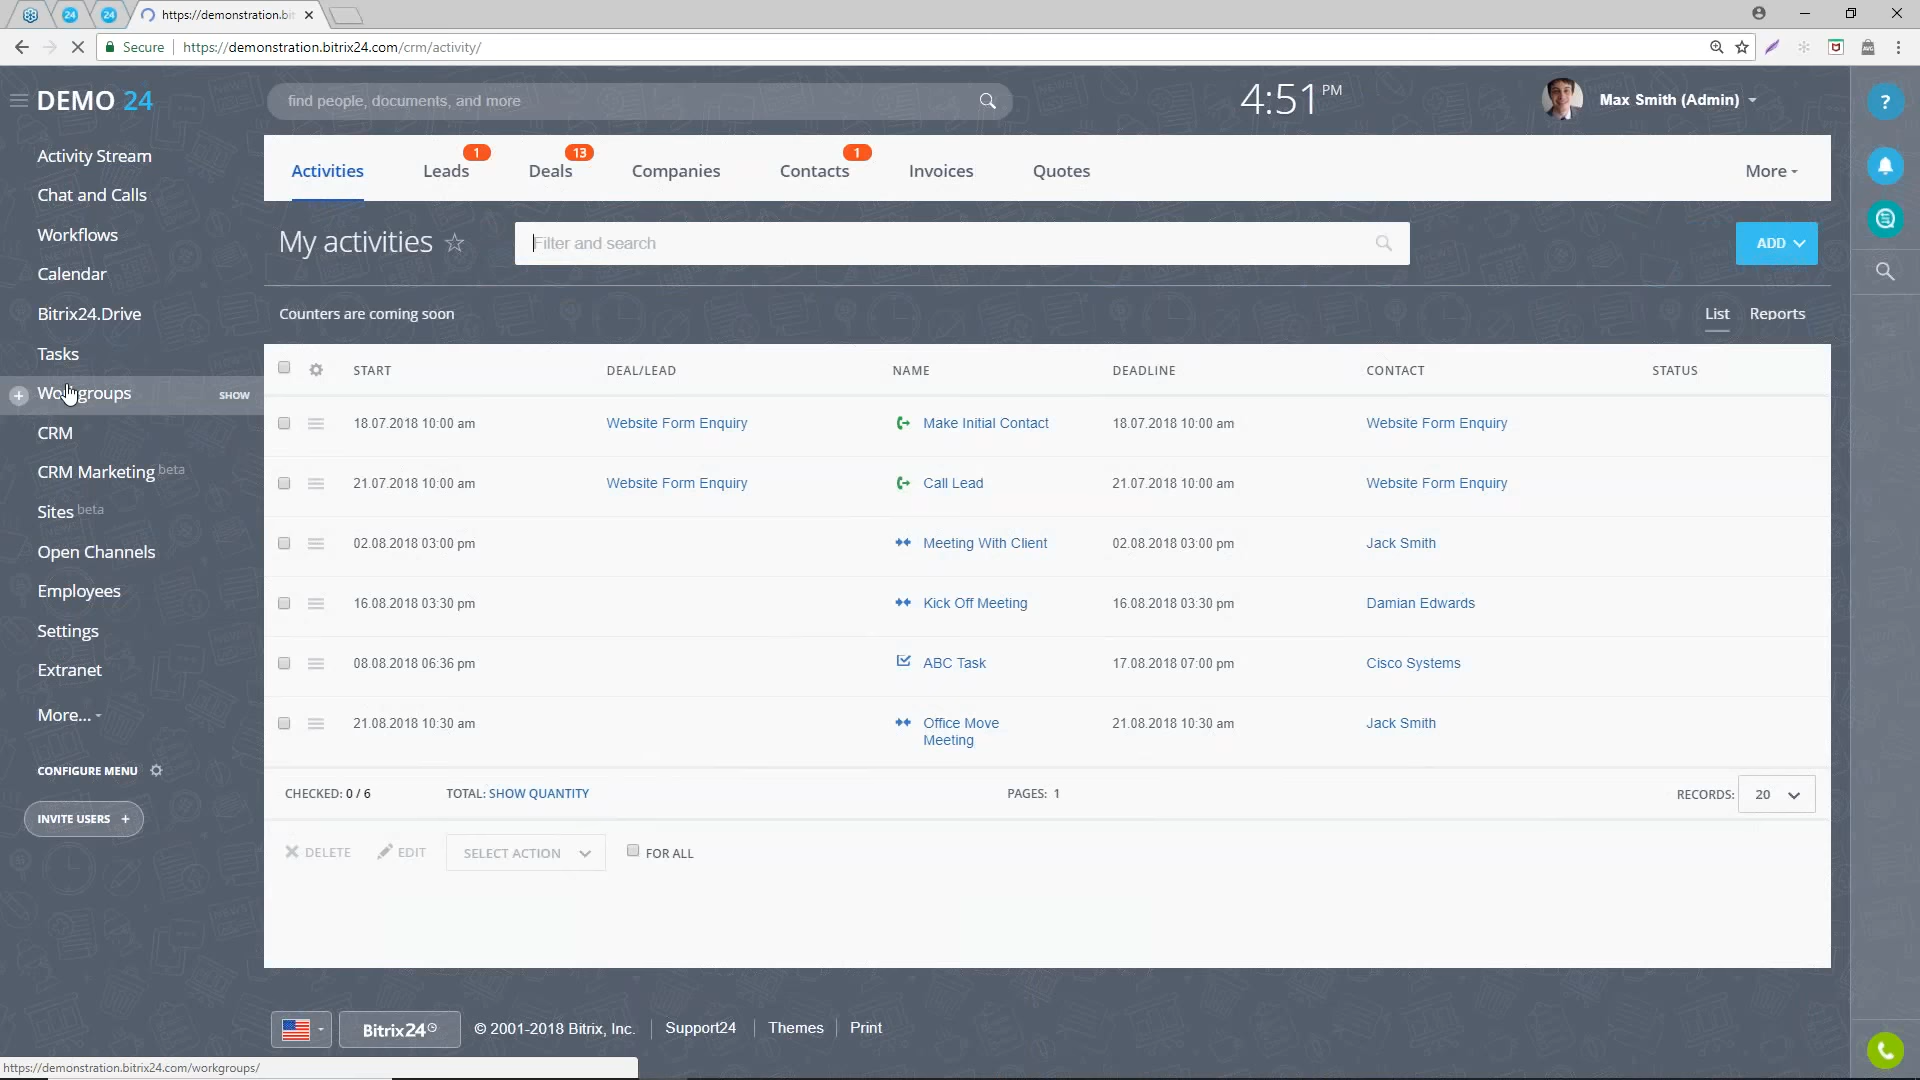 https://demonstration.bi
Secure https://demonstration.bitrix24.com/crm/activity/
DEMO 24
find people, documents, and more
4:51 PM
Max Smith (Admin)
?
Activity Stream
Chat and Calls
Workflows
Calendar
Bitrix24.Drive
Tasks
Workgroups SHOW
CRM
CRM Marketing beta
Sites beta
Open Channels
Employees
Settings
Extranet
More...
CONFIGURE MENU
INVITE USERS +
Activities
Leads 1
Deals 13
Companies
Contacts 1
Invoices
Quotes
More
My activities
Filter and search
ADD
Counters are coming soon
List Reports
START DEAL/LEAD NAME DEADLINE CONTACT STATUS
18.07.2018 10:00 am Website Form Enquiry Make Initial Contact 18.07.2018 10:00 am Website Form Enquiry
21.07.2018 10:00 am Website Form Enquiry Call Lead 21.07.2018 10:00 am Website Form Enquiry
02.08.2018 03:00 pm Meeting With Client 02.08.2018 03:00 pm Jack Smith
16.08.2018 03:30 pm Kick Off Meeting 16.08.2018 03:30 pm Damian Edwards
08.08.2018 06:36 pm ABC Task 17.08.2018 07:00 pm Cisco Systems
21.08.2018 10:30 am Office Move Meeting 21.08.2018 10:30 am Jack Smith
CHECKED: 0 / 6 TOTAL: SHOW QUANTITY PAGES: 1 RECORDS: 20
DELETE EDIT SELECT ACTION FOR ALL
Bitrix24 © 2001-2018 Bitrix, Inc. Support24 Themes Print
https://demonstration.bitrix24.com/workgroups/